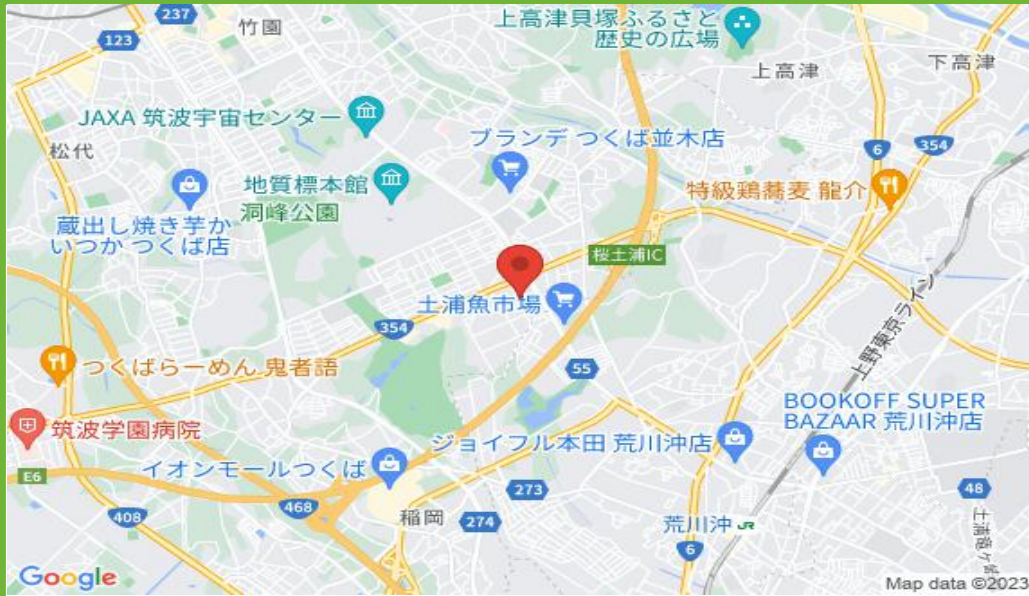 237
竹園
上高津貝塚ふるさと
歴史の広場
123
上高津
下高津
JAXA 筑波宇宙センター
松代
ブランデ つくば並木店
6
354
地質標本館
洞峰公園
特級鶏蕎麦 龍介
蔵出し焼き芋か
いつか つくば店
桜土浦IC
土浦魚市場
354
上野東京ライン
つくばらーめん 鬼者語
55
BOOKOFF SUPER
BAZAAR 荒川沖店
筑波学園病院
ジョイフル本田 荒川沖店
イオンモールつくば
E6
273
48
468
408
稲岡
274
荒川沖 JR
6
Google
Map data ©2023